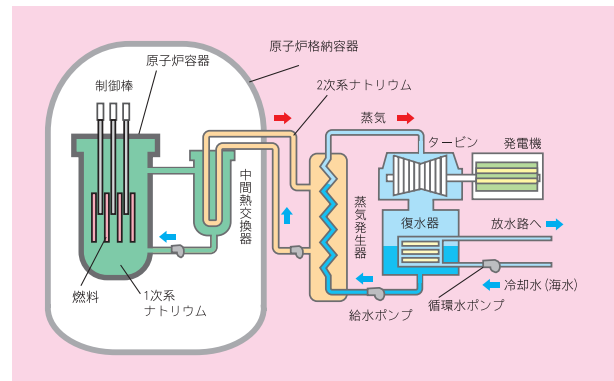 原子炉格納容器
原子炉容器
制御棒
2次系ナトリウム
蒸気
タービン
発電機
中間熱交換器
蒸気発生器
復水器
放水路へ
冷却水(海水)
循環水ポンプ
給水ポンプ
燃料
1次系
ナトリウム